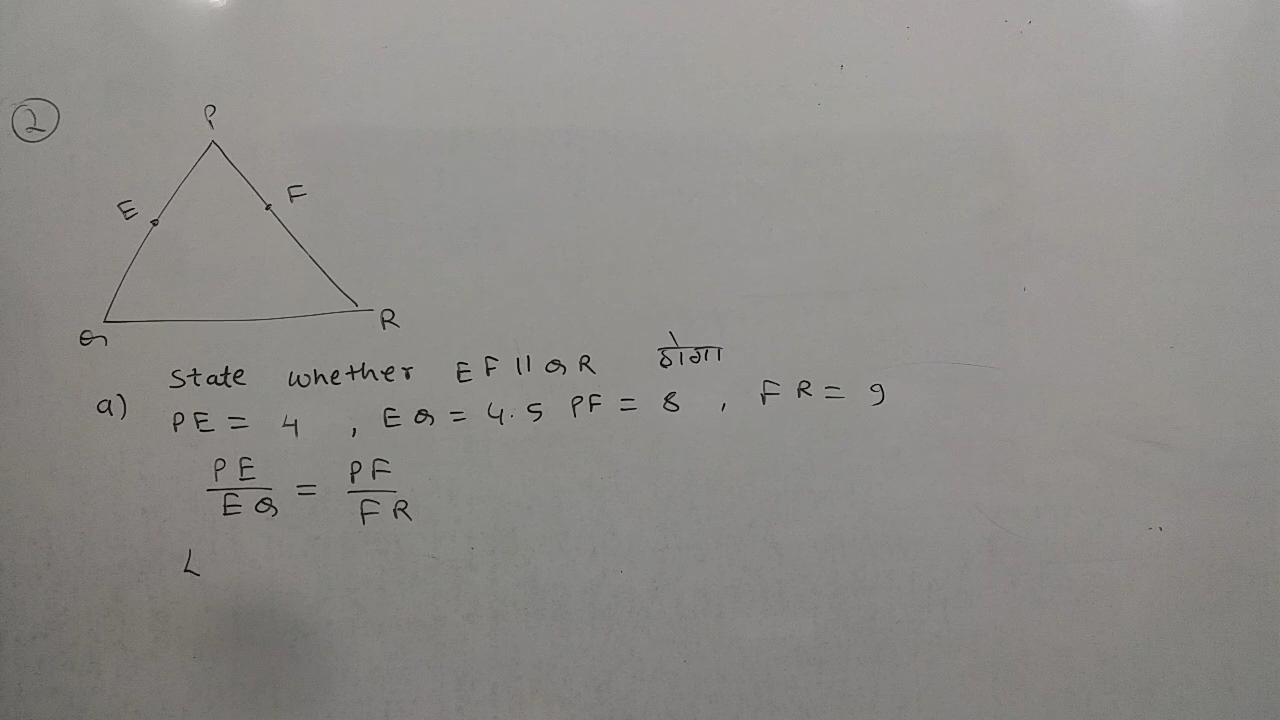 2
P
E
F
Q
R
State whether EF || QR होगा
a) PE = 4 , EQ = 4.5 PF = 8 , FR = 9
PE/EQ = PF/FR
∠